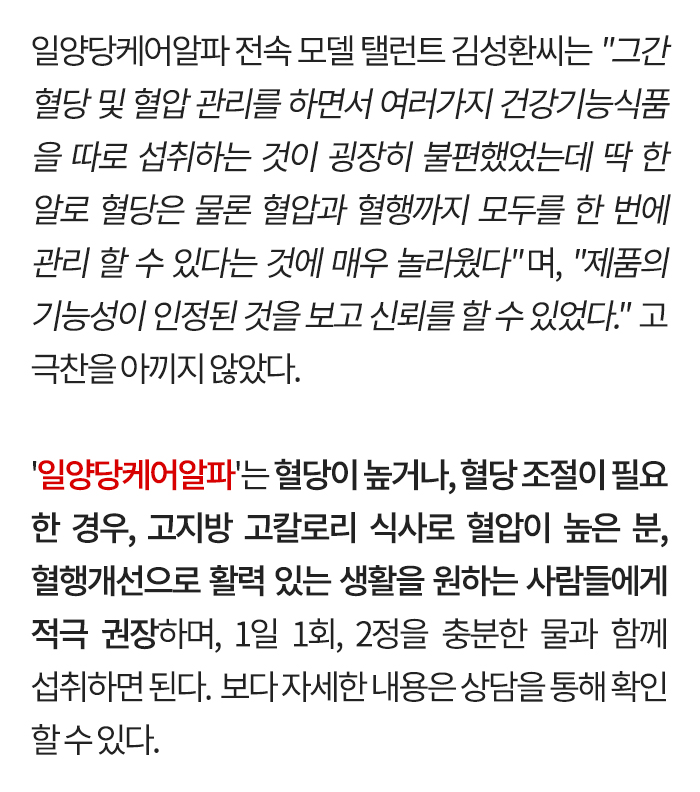 일양당케어알파 전속 모델 탤런트 김성환씨는 "그간
혈당 및 혈압 관리를 하면서 여러가지 건강기능식품
을 따로 섭취하는 것이 굉장히 불편했었는데 딱 한
알로 혈당은 물론 혈압과 혈행까지 모두를 한 번에
관리 할 수 있다는 것에 매우 놀라웠다"며, "제품의
기능성이 인정된 것을 보고 신뢰를 할 수 있었다." 고
극찬을 아끼지 않았다.
'일양당케어알파'는 혈당이 높거나, 혈당 조절이 필요
한 경우, 고지방 고칼로리 식사로 혈압이 높은 분,
혈행개선으로 활력 있는 생활을 원하는 사람들에게
적극 권장하며, 1일 1회, 2정을 충분한 물과 함께
섭취하면 된다. 보다 자세한 내용은 상담을 통해 확인
할 수 있다.